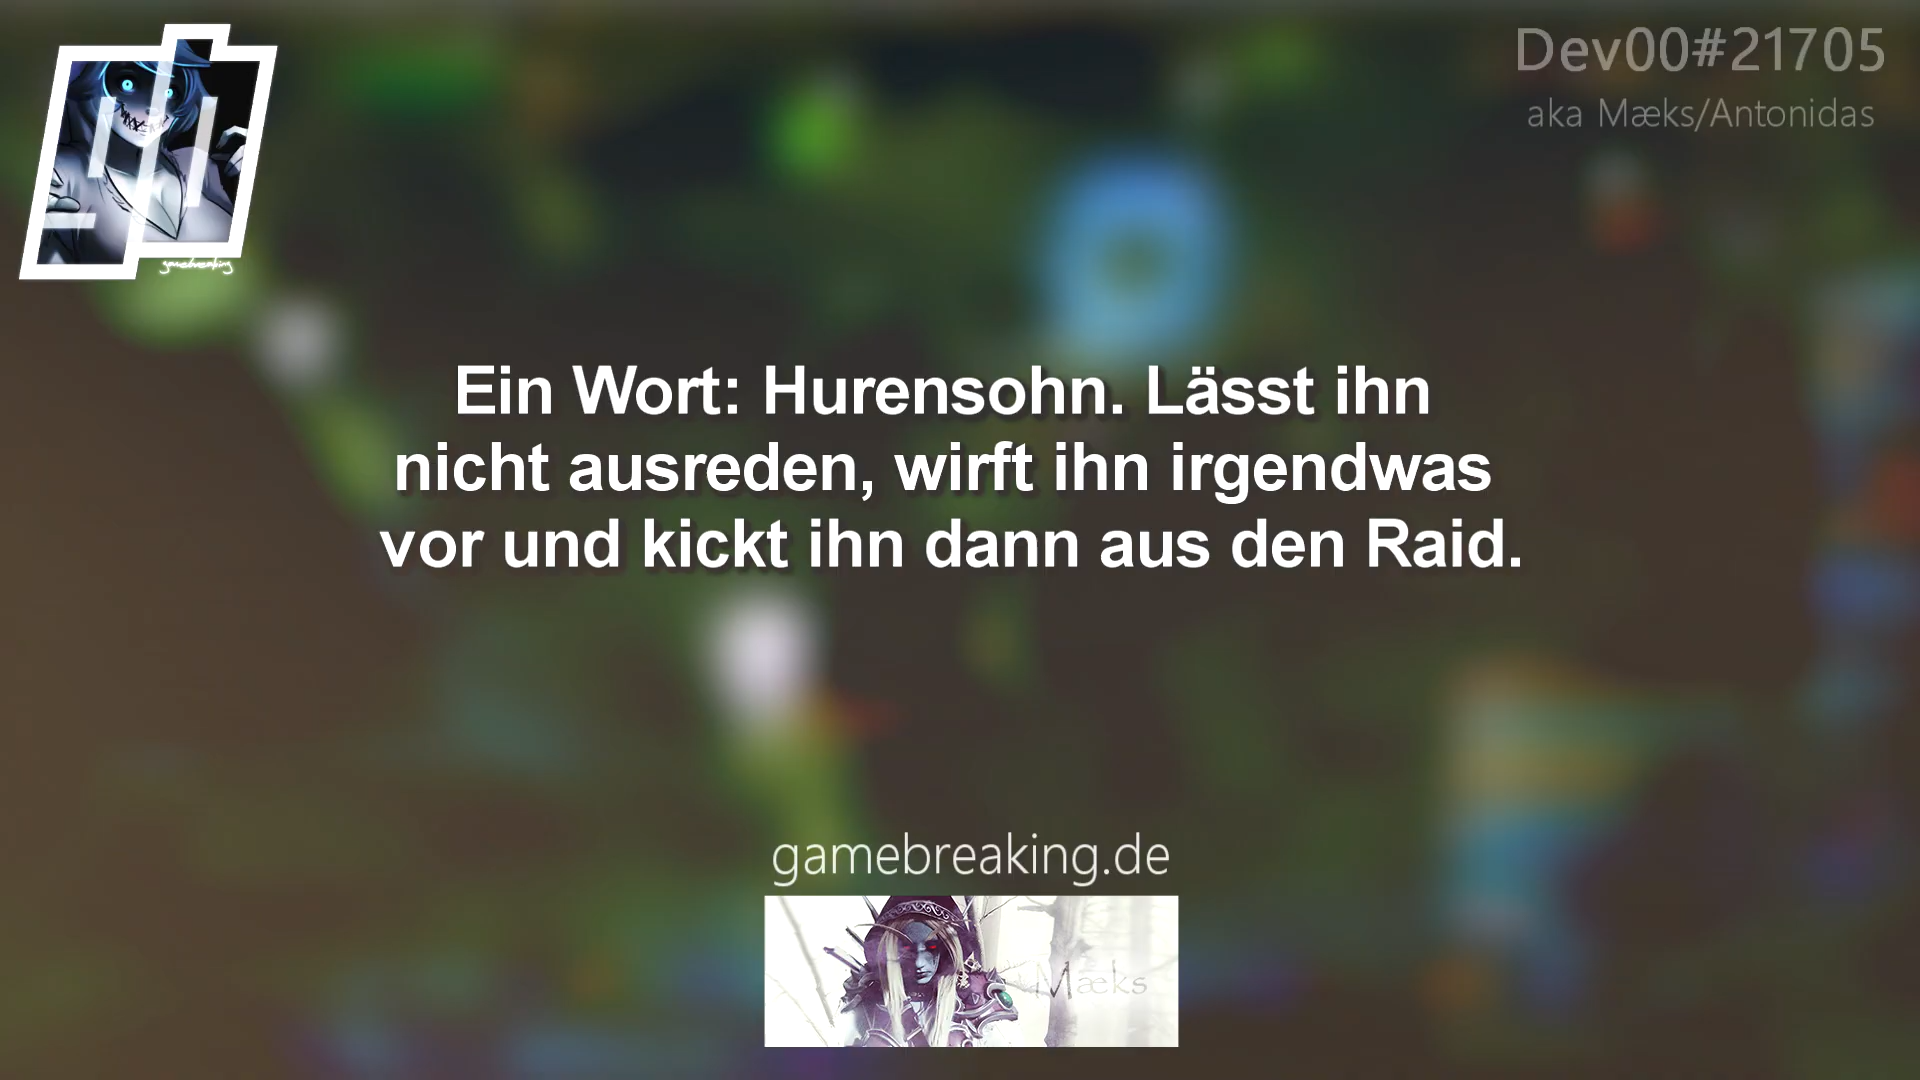 Dev00#21705
aka Mæks/Antonidas
gamebreaking
Ein Wort: Hurensohn. Lässt ihn
nicht ausreden, wirft ihn irgendwas
vor und kickt ihn dann aus den Raid.
gamebreaking.de
Mæks